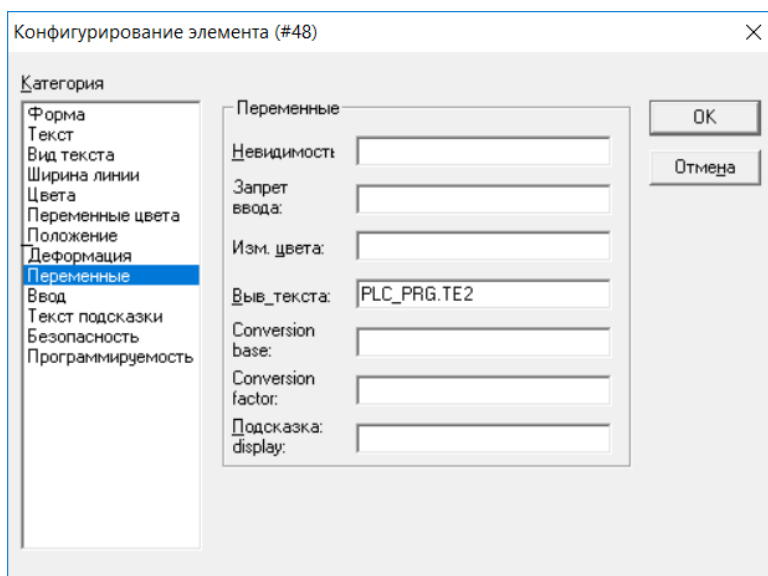 Конфигурирование элемента (#48)
Категория
Форма
Текст
Вид текста
Ширина линии
Цвета
Переменные цвета
Положение
Деформация
Переменные
Ввод
Текст подсказки
Безопасность
Программируемость
Переменные
Невидимость
Запрет
ввода:
Изм. цвета:
Выв_текста: PLC_PRG.TE2
Conversion
base:
Conversion
factor:
Подсказка:
display:
OK
Отмена